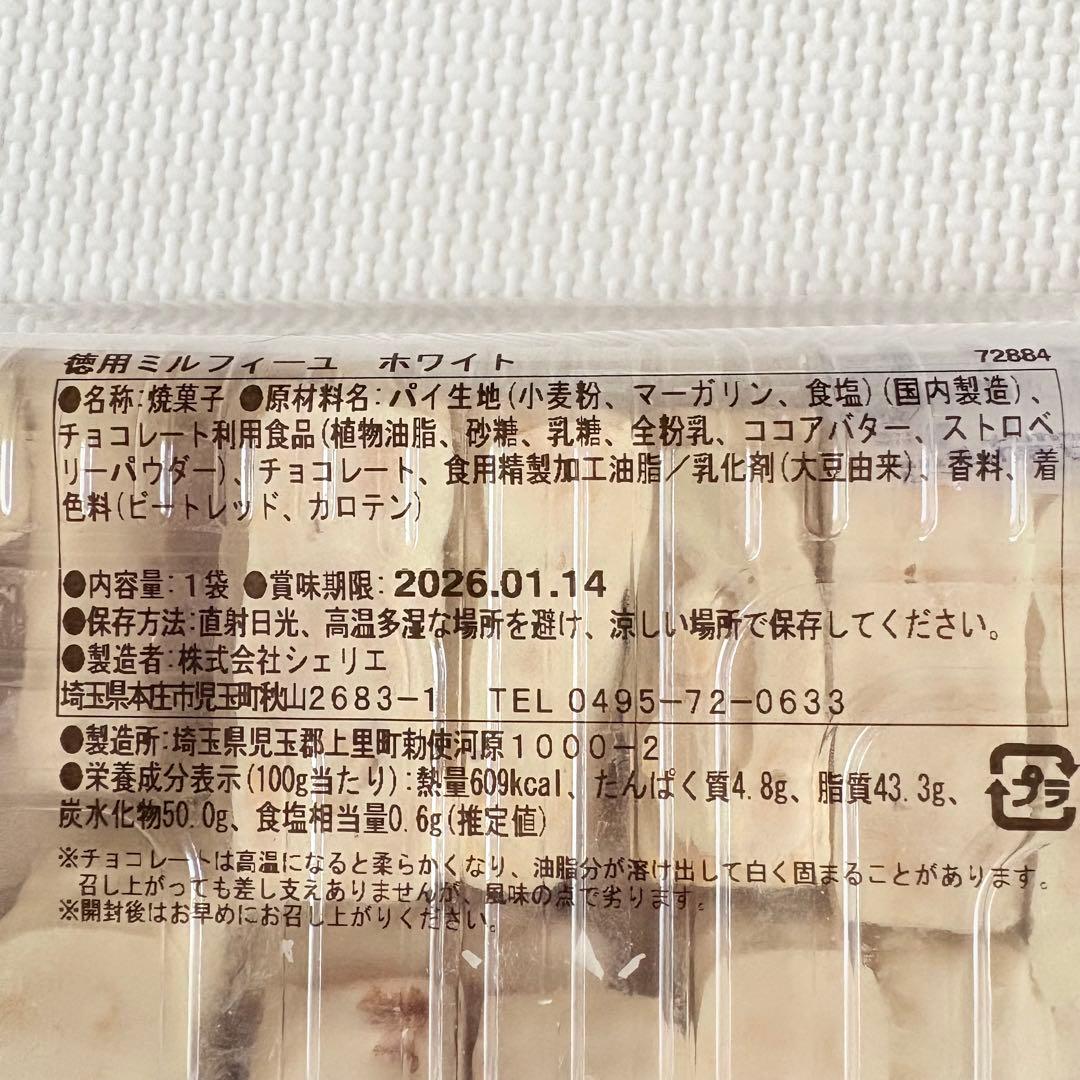 徳用ミルフィーユ ホワイト 72884
●名称:焼菓子 ●原材料名:パイ生地(小麦粉、マーガリン、食塩)(国内製造)、
チョコレート利用食品(植物油脂、砂糖、乳糖、全粉乳、ココアバター、ストロベ
リーパウダー)、チョコレート、食用精製加工油脂/乳化剤(大豆由来)、香料、着
色料(ビートレッド、カロテン)
●内容量:1袋 ●賞味期限:2026.01.14
●保存方法:直射日光、高温多湿な場所を避け、涼しい場所で保存してください。
●製造者:株式会社シェリエ
埼玉県本庄市児玉町秋山2683-1 TEL 0495-72-0633
●製造所:埼玉県児玉郡上里町勅使河原1000-2
●栄養成分表示(100g当たり):熱量609kcal、たんぱく質4.8g、脂質43.3g、
炭水化物50.0g、食塩相当量0.6g(推定値)
プラ
※チョコレートは高温になると柔らかくなり、油脂分が溶け出して白く固まることがあります。
召し上がっても差し支えありませんが、風味の点で劣ります。
※開封後はお早めにお召し上がりください。